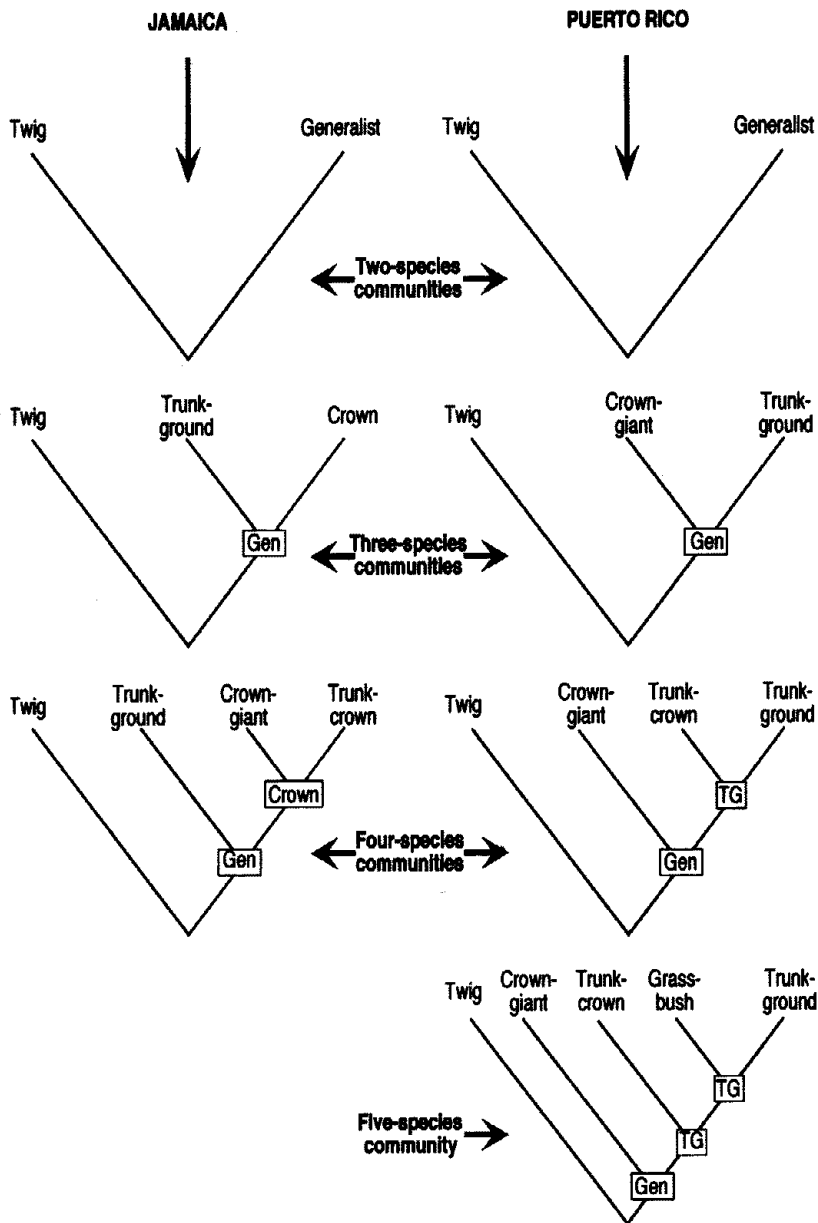 JAMAICA
PUERTO RICO
Twig
Generalist
Twig
Generalist
Two-species
communities
Twig
Trunk-
ground
Crown
Gen
Twig
Crown-
giant
Trunk-
ground
Gen
Three-species
communities
Twig
Trunk-
ground
Crown-
giant
Trunk-
crown
Crown
Gen
Twig
Crown-
giant
Trunk-
crown
Trunk-
ground
TG
Gen
Four-species
communities
Twig
Crown-
giant
Trunk-
crown
Grass-
bush
Trunk-
ground
TG
TG
Gen
Five-species
community